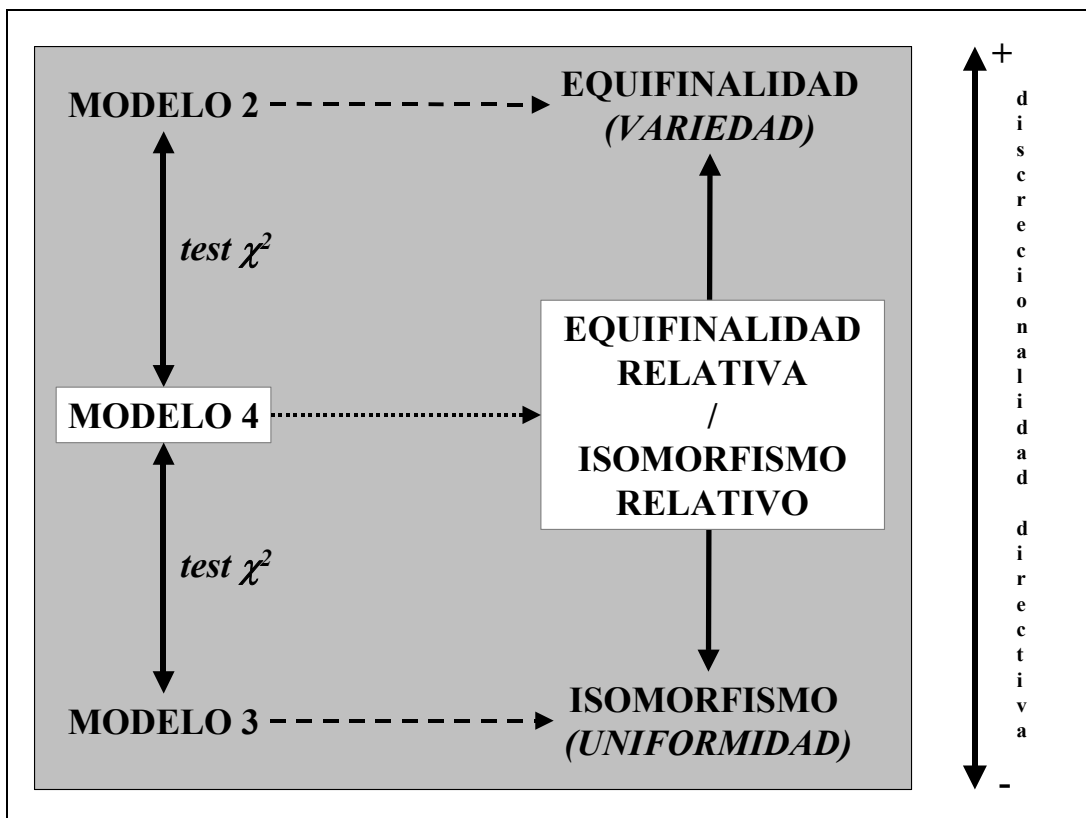 MODELO 2
EQUIFINALIDAD
(VARIEDAD)
test χ²
EQUIFINALIDAD
RELATIVA
/
ISOMORFISMO
RELATIVO
MODELO 4
test χ²
MODELO 3
ISOMORFISMO
(UNIFORMIDAD)
+
discrecionalidad directiva
-